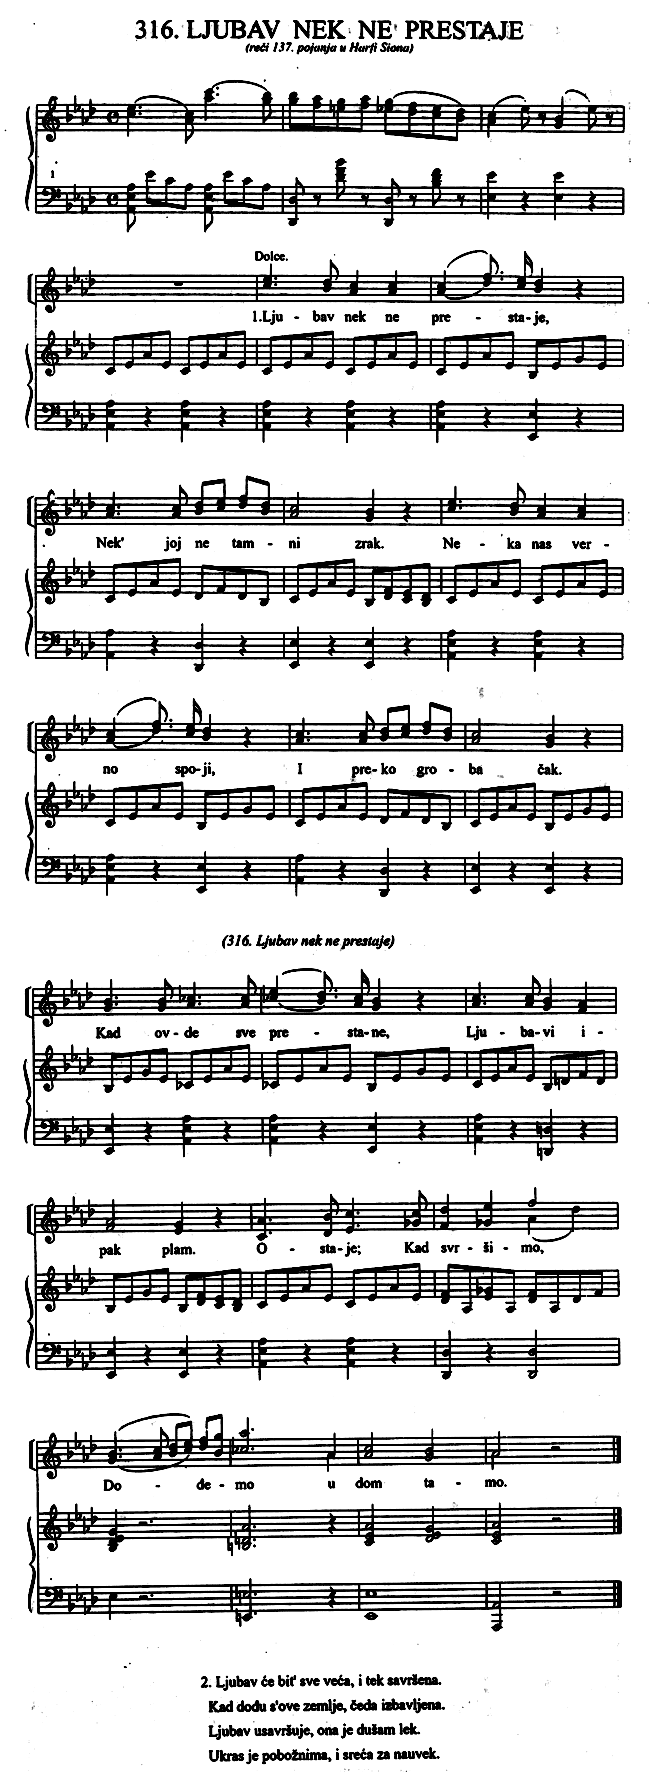 316. LJUBAV NEK NE PRESTAJE
(reči 137. pojanja u Harfi Siona)
Dolce.
1.Lju - bav nek ne pre - sta-je,
Nek' joj ne tam - ni zrak. Ne - ka nas ver -
no spo-ji, I pre-ko gro - ba čak.
(316. Ljubav nek ne prestaje)
Kad ov-de sve pre - sta-ne, Lju - ba-vi i -
pak plam. O - sta-je; Kad svr - ši - mo,
Do - de - mo u dom ta - mo.
2. Ljubav će bit' sve veća, i tek savršena.
Kad dođu s'ove zemlje, čeda izbavljena.
Ljubav usavršuje, ona je dušam lek.
Ukras je pobožnima, i sreća za nauvek.